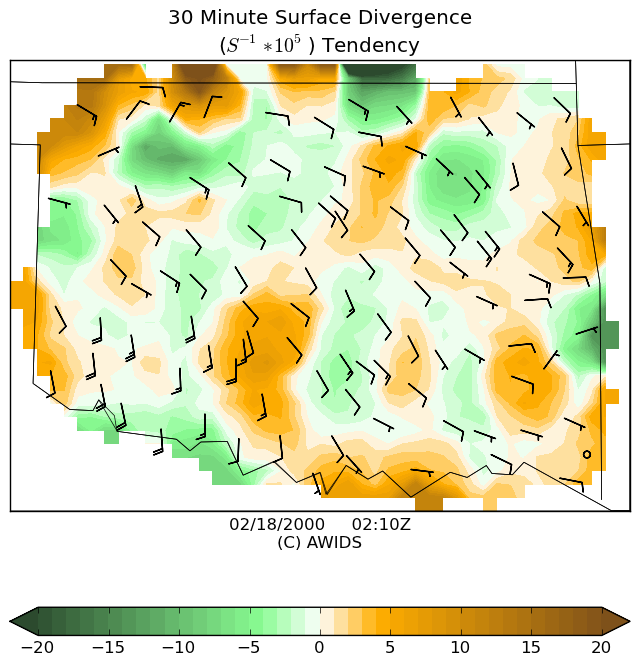 30 Minute Surface Divergence
(S⁻¹ * 10⁵ ) Tendency
02/18/2000 02:10Z
(C) AWIDS
−20 −15 −10 −5 0 5 10 15 20